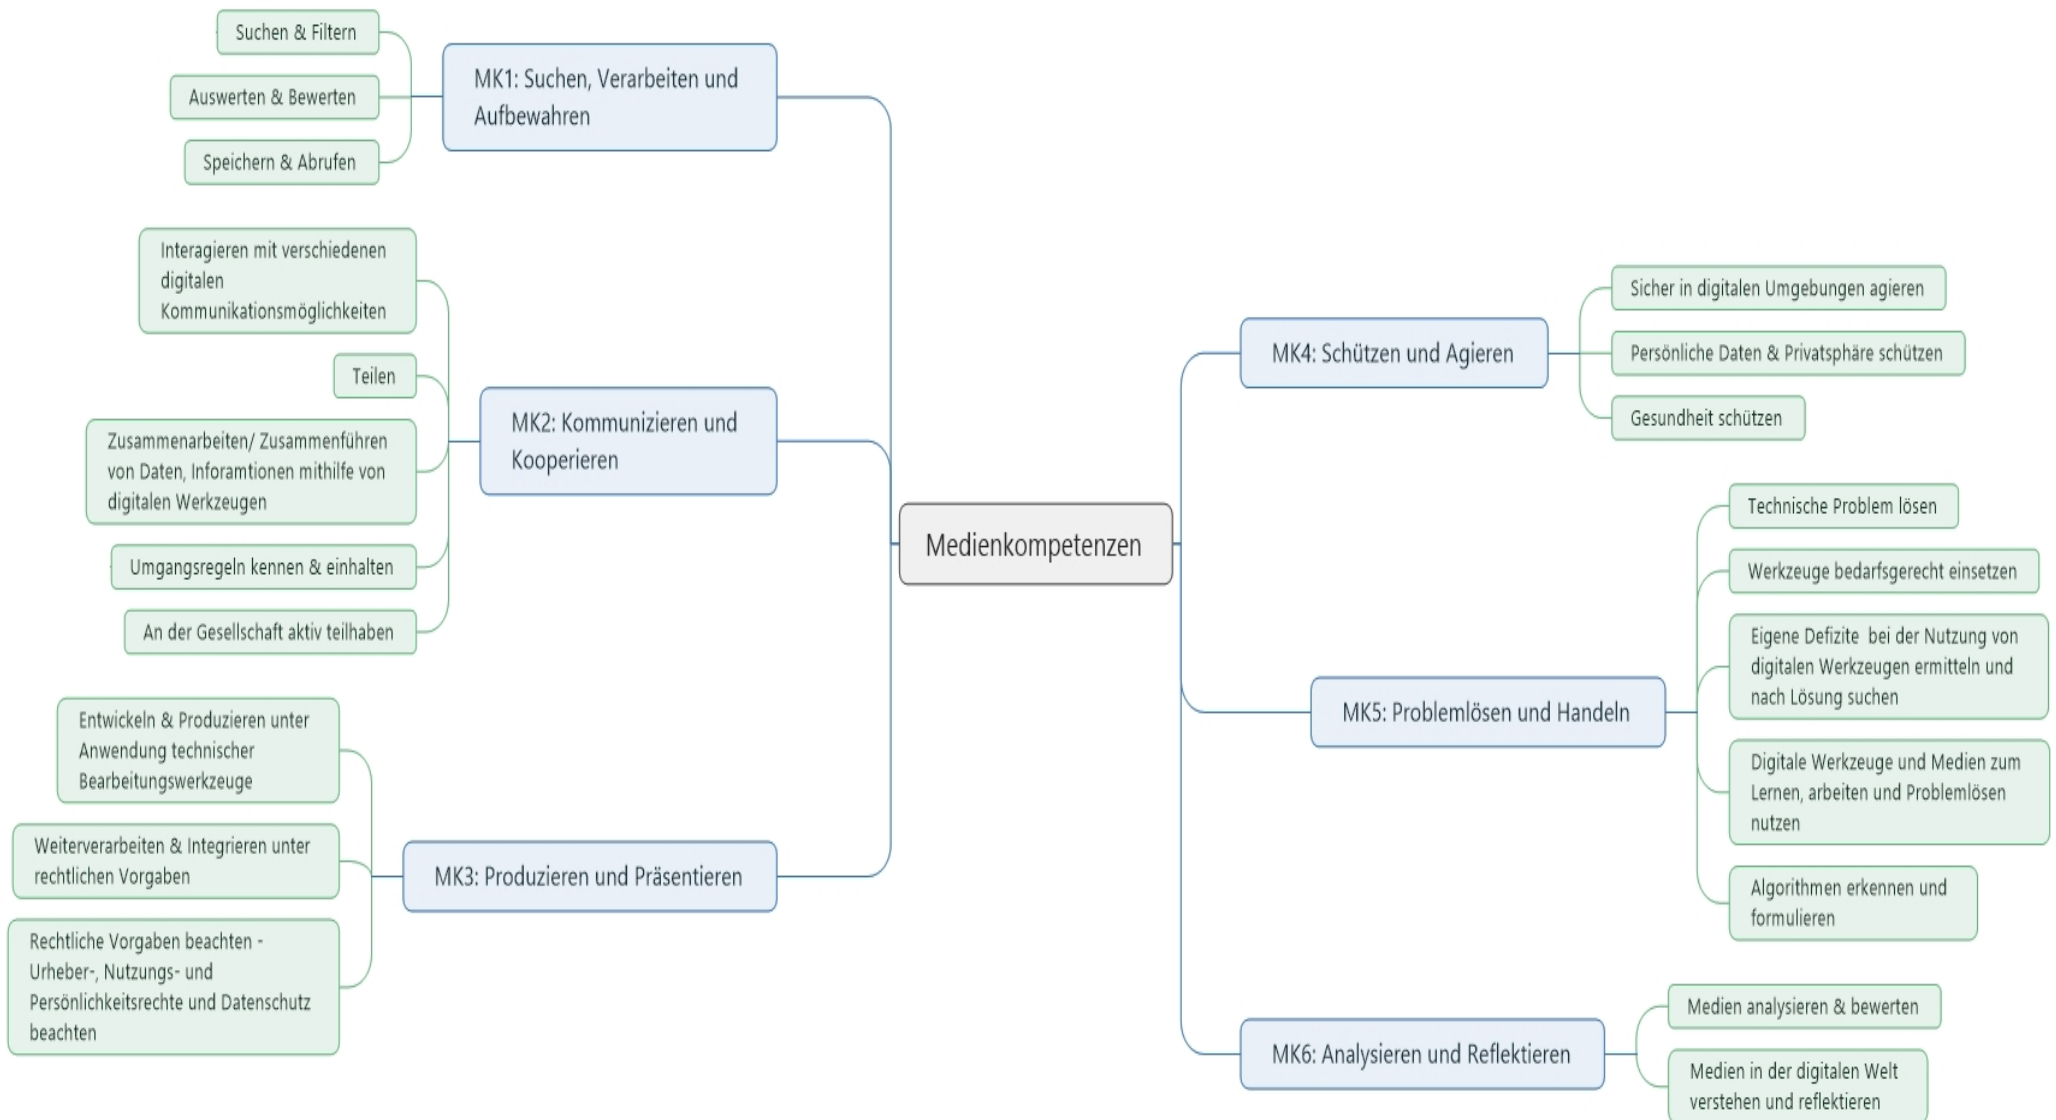 Suchen & Filtern
MK1: Suchen, Verarbeiten und
Aufbewahren
Auswerten & Bewerten
Speichern & Abrufen
Interagieren mit verschiedenen
digitalen
Kommunikationsmöglichkeiten
Teilen
MK2: Kommunizieren und
Kooperieren
Zusammenarbeiten/ Zusammenführen
von Daten, Inforamtionen mithilfe von
digitalen Werkzeugen
Umgangsregeln kennen & einhalten
An der Gesellschaft aktiv teilhaben
Entwickeln & Produzieren unter
Anwendung technischer
Bearbeitungswerkzeuge
Weiterverarbeiten & Integrieren unter
rechtlichen Vorgaben
MK3: Produzieren und Präsentieren
Rechtliche Vorgaben beachten -
Urheber-, Nutzungs- und
Persönlichkeitsrechte und Datenschutz
beachten
Medienkompetenzen
MK4: Schützen und Agieren
Sicher in digitalen Umgebungen agieren
Persönliche Daten & Privatsphäre schützen
Gesundheit schützen
MK5: Problemlösen und Handeln
Technische Problem lösen
Werkzeuge bedarfsgerecht einsetzen
Eigene Defizite  bei der Nutzung von
digitalen Werkzeugen ermitteln und
nach Lösung suchen
Digitale Werkzeuge und Medien zum
Lernen, arbeiten und Problemlösen
nutzen
Algorithmen erkennen und
formulieren
MK6: Analysieren und Reflektieren
Medien analysieren & bewerten
Medien in der digitalen Welt
verstehen und reflektieren